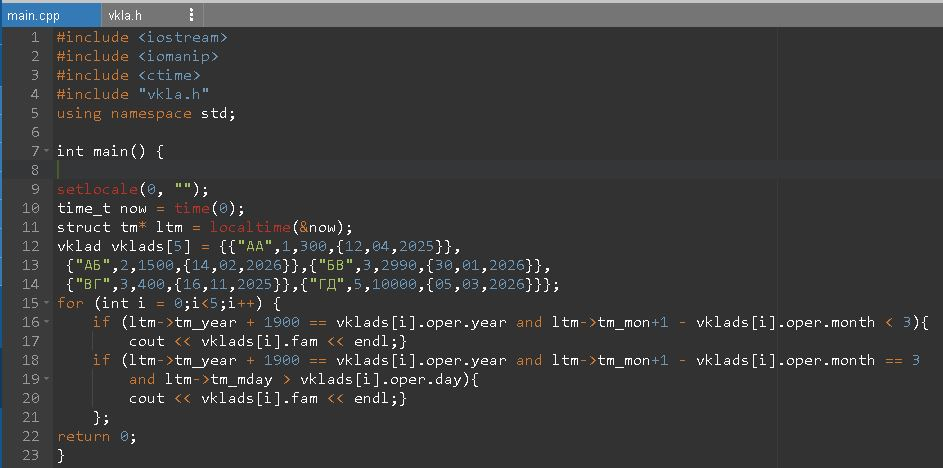 main.cpp vkla.h
1 #include <iostream>
2 #include <iomanip>
3 #include <ctime>
4 #include "vkla.h"
5 using namespace std;
6
7 int main() {
8
9 setlocale(0, "");
10 time_t now = time(0);
11 struct tm* ltm = localtime(&now);
12 vklad vklads[5] = {{"АА",1,300,{12,04,2025}},
13 {"АБ",2,1500,{14,02,2026}},{"БВ",3,2990,{30,01,2026}},
14 {"ВГ",3,400,{16,11,2025}},{"ГД",5,10000,{05,03,2026}}};
15 for (int i = 0;i<5;i++) {
16 if (ltm->tm_year + 1900 == vklads[i].oper.year and ltm->tm_mon+1 - vklads[i].oper.month < 3){
17 cout << vklads[i].fam << endl;}
18 if (ltm->tm_year + 1900 == vklads[i].oper.year and ltm->tm_mon+1 - vklads[i].oper.month == 3
19 and ltm->tm_mday > vklads[i].oper.day){
20 cout << vklads[i].fam << endl;}
21 };
22 return 0;
23 }